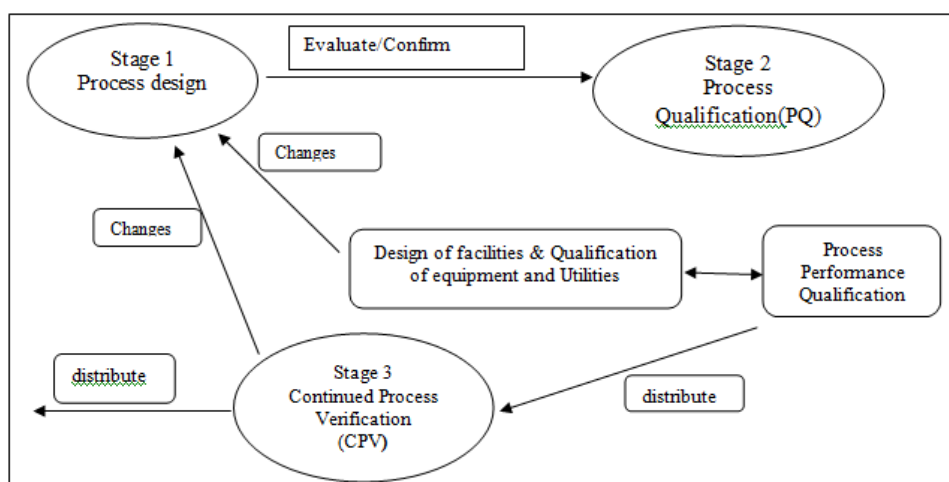 Stage 1
Process design
Evaluate/Confirm
Stage 2
Process
Qualification(PQ)
Changes
Changes
Design of facilities & Qualification
of equipment and Utilities
Process
Performance
Qualification
distribute
Stage 3
Continued Process
Verification
(CPV)
distribute